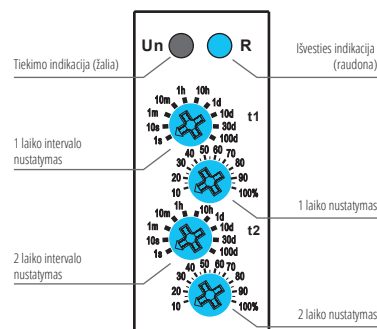 Un R
Tiekimo indikacija (žalia)
Išvesties indikacija
(raudona)
1s 10s 1m 10m 1h 10h 1d 10d 30d 100d
t1
1 laiko intervalo
nustatymas
10 20 30 40 50 60 70 80 90 100%
1 laiko nustatymas
t2
1s 10s 1m 10m 1h 10h 1d 10d 30d 100d
2 laiko intervalo
nustatymas
10 20 30 40 50 60 70 80 90 100%
2 laiko nustatymas